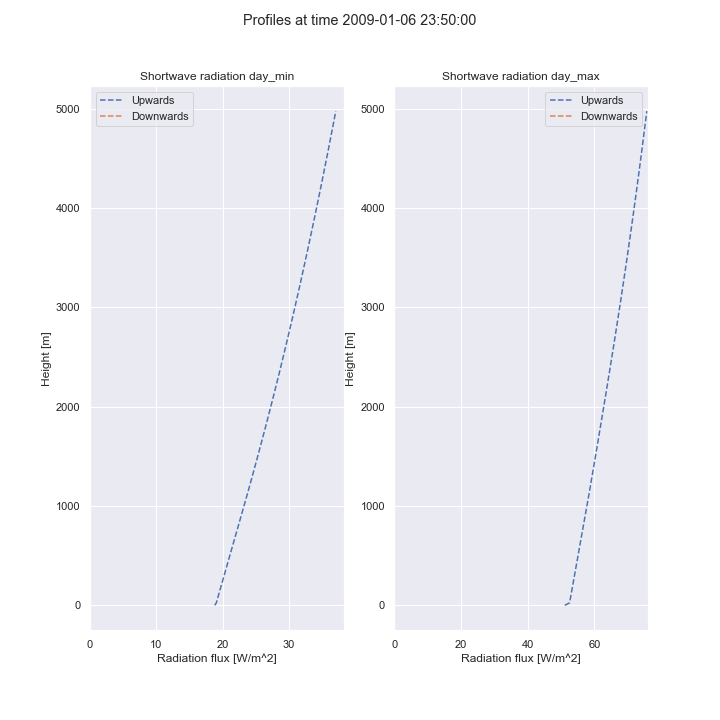 Profiles at time 2009-01-06 23:50:00
Shortwave radiation day_min
Upwards
Downwards
5000
4000
3000
2000
1000
0
Height [m]
0 10 20 30
Radiation flux [W/m^2]
Shortwave radiation day_max
Upwards
Downwards
5000
4000
3000
2000
1000
0
Height [m]
0 20 40 60
Radiation flux [W/m^2]